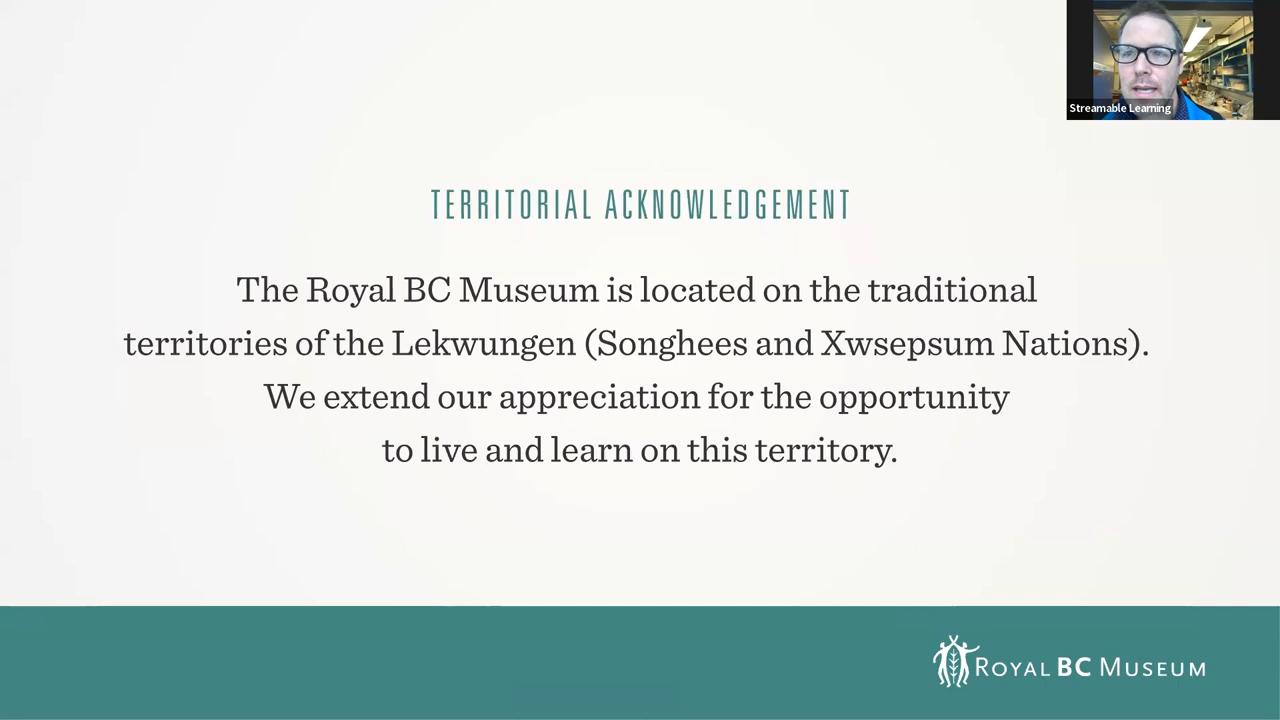 Streamable Learning
TERRITORIAL ACKNOWLEDGEMENT
The Royal BC Museum is located on the traditional
territories of the Lekwungen (Songhees and Xwsepsum Nations).
We extend our appreciation for the opportunity
to live and learn on this territory.
ROYAL BC MUSEUM